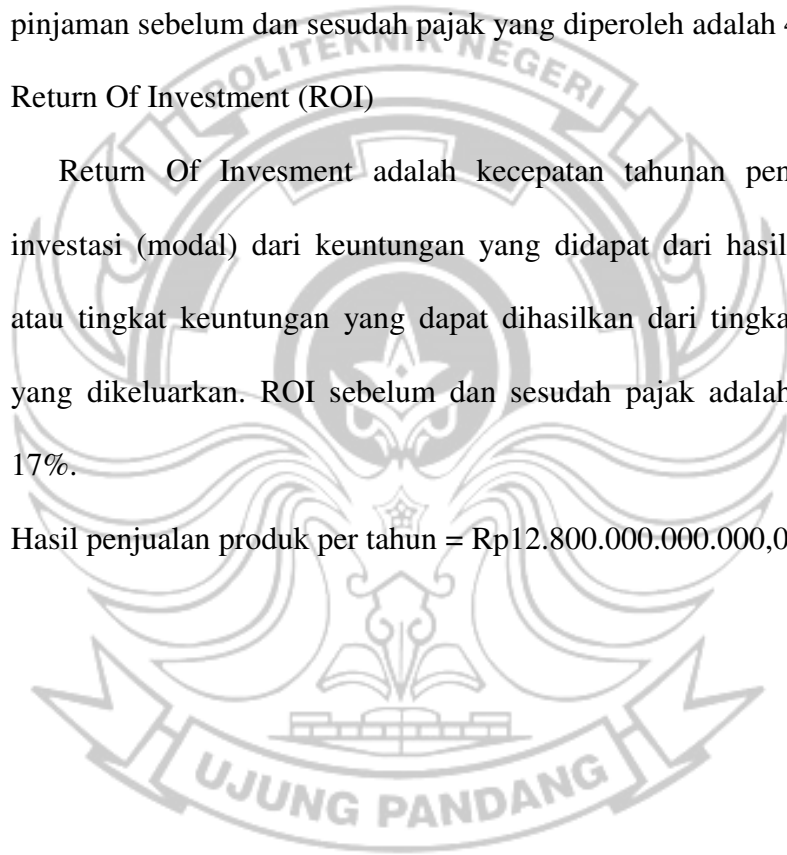 pinjaman sebelum dan sesudah pajak yang diperoleh adalah 4
POLITEKNIK NEGERI
Return Of Investment (ROI)
Return Of Invesment adalah kecepatan tahunan pen
investasi (modal) dari keuntungan yang didapat dari hasil
atau tingkat keuntungan yang dapat dihasilkan dari tingka
yang dikeluarkan. ROI sebelum dan sesudah pajak adalah
17%.
Hasil penjualan produk per tahun = Rp12.800.000.000.000,0
UJUNG PANDANG